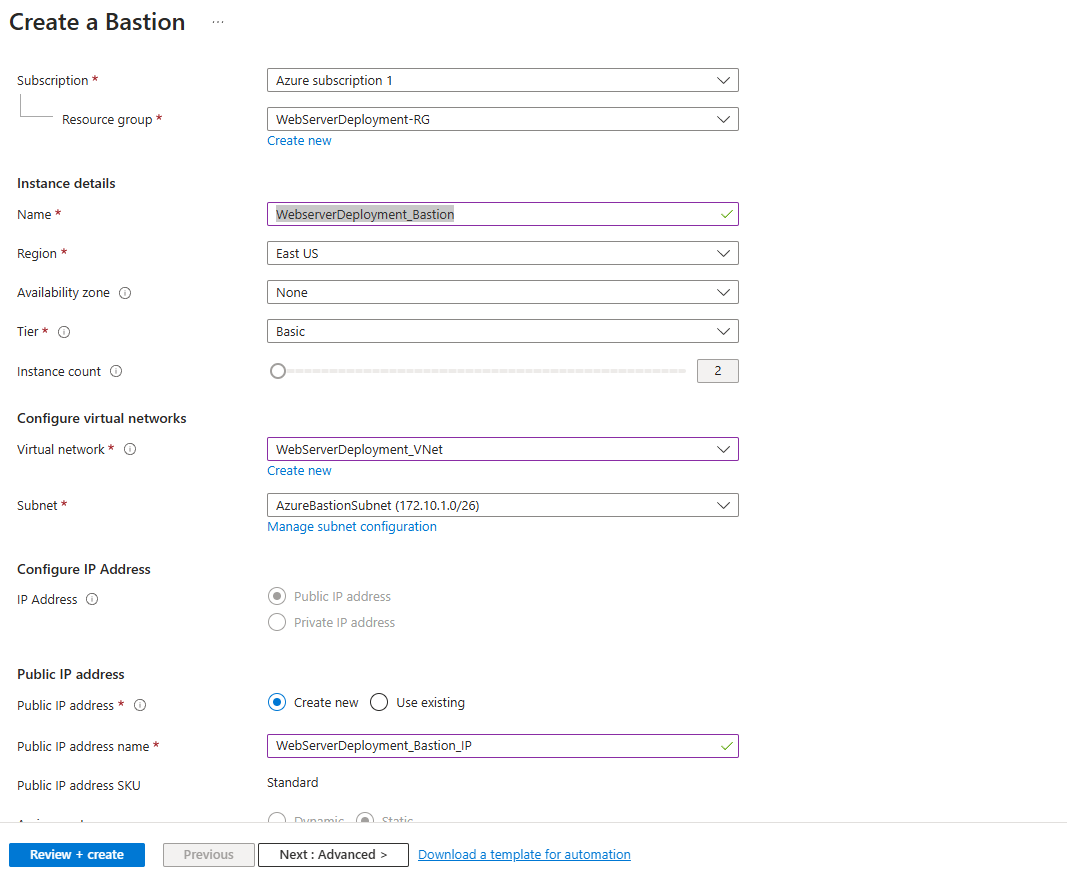 Create a Bastion ...
Subscription *
Azure subscription 1
Resource group *
WebServerDeployment-RG
Create new
Instance details
Name *
WebserverDeployment_Bastion
Region *
East US
Availability zone
None
Tier *
Basic
Instance count
2
Configure virtual networks
Virtual network *
WebServerDeployment_VNet
Create new
Subnet *
AzureBastionSubnet (172.10.1.0/26)
Manage subnet configuration
Configure IP Address
IP Address
Public IP address
Private IP address
Public IP address
Public IP address *
Create new Use existing
Public IP address name *
WebServerDeployment_Bastion_IP
Public IP address SKU
Standard
Dynamic Static
Review + create Previous Next : Advanced > Download a template for automation